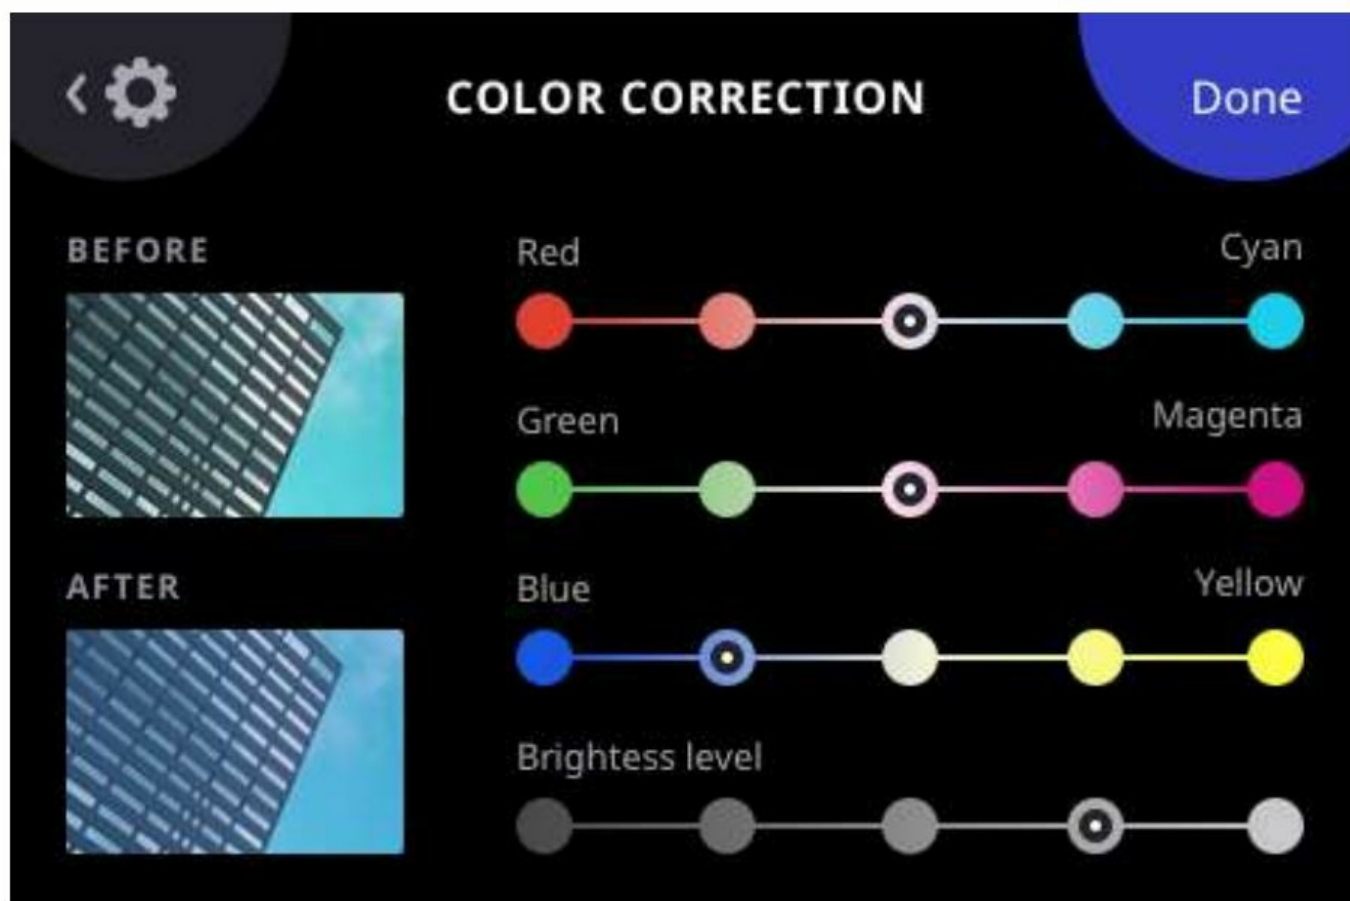 COLOR CORRECTION
Done
BEFORE
Red
Cyan
Green
Magenta
AFTER
Blue
Yellow
Brightess level